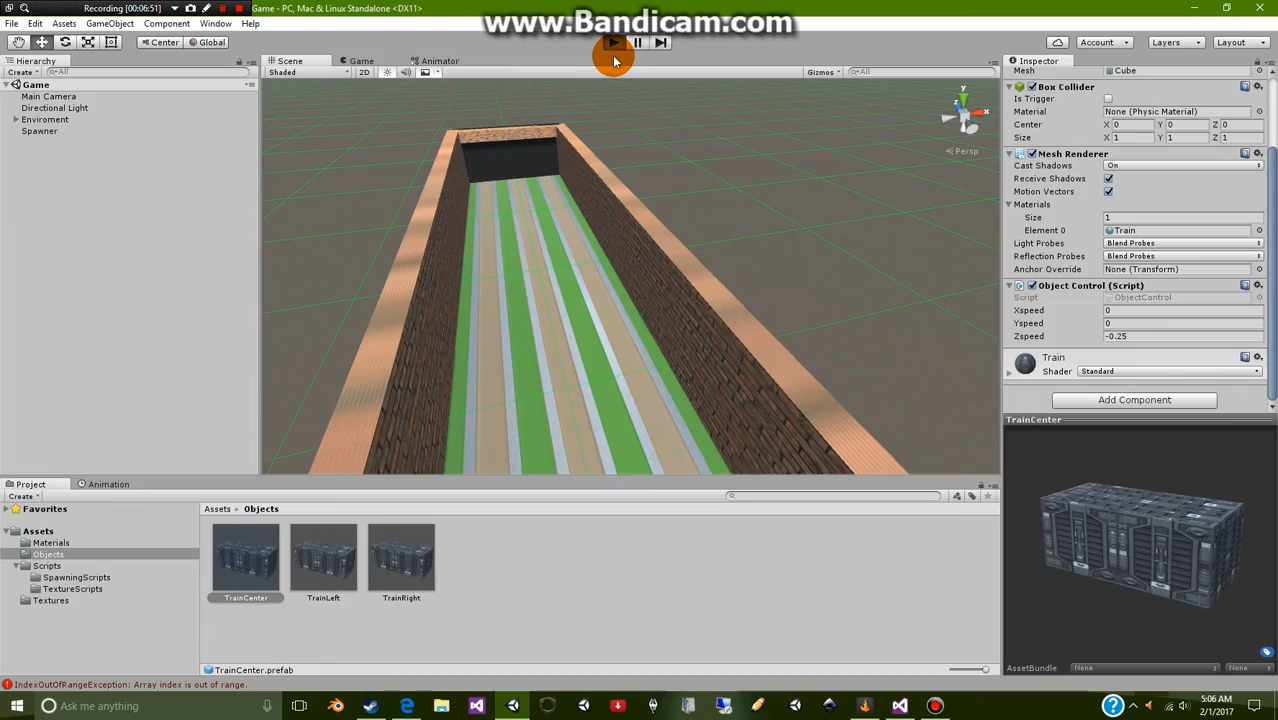 Game - PC, Mac & Linux Standalone <DX11>
Recording [00:06:51]
www.Bandicam.com
File Edit Assets GameObject Component Window Help
Center Global Account Layers Layout
Hierarchy
Create All
Game
Main Camera
Directional Light
Enviroment
Spawner
Scene Game Animator
Shaded 2D Gizmos All
y
x
z
Persp
Inspector
Mesh Cube
Box Collider
Is Trigger
Material None (Physic Material)
Center X 0 Y 0 Z 0
Size X 1 Y 1 Z 1
Mesh Renderer
Cast Shadows On
Receive Shadows
Motion Vectors
Materials
Size 1
Element 0 Train
Light Probes Blend Probes
Reflection Probes Blend Probes
Anchor Override None (Transform)
Object Control (Script)
Script ObjectControl
Xspeed 0
Yspeed 0
Zspeed -0.25
Train
Shader Standard
Add Component
TrainCenter
AssetBundle None None
Project Animation
Create
Favorites
Assets
Materials
Objects
Scripts
SpawningScripts
TextureScripts
Textures
Assets Objects
TrainCenter TrainLeft TrainRight
TrainCenter.prefab
IndexOutOfRangeException: Array index is out of range.
Ask me anything
5:06 AM
2/1/2017